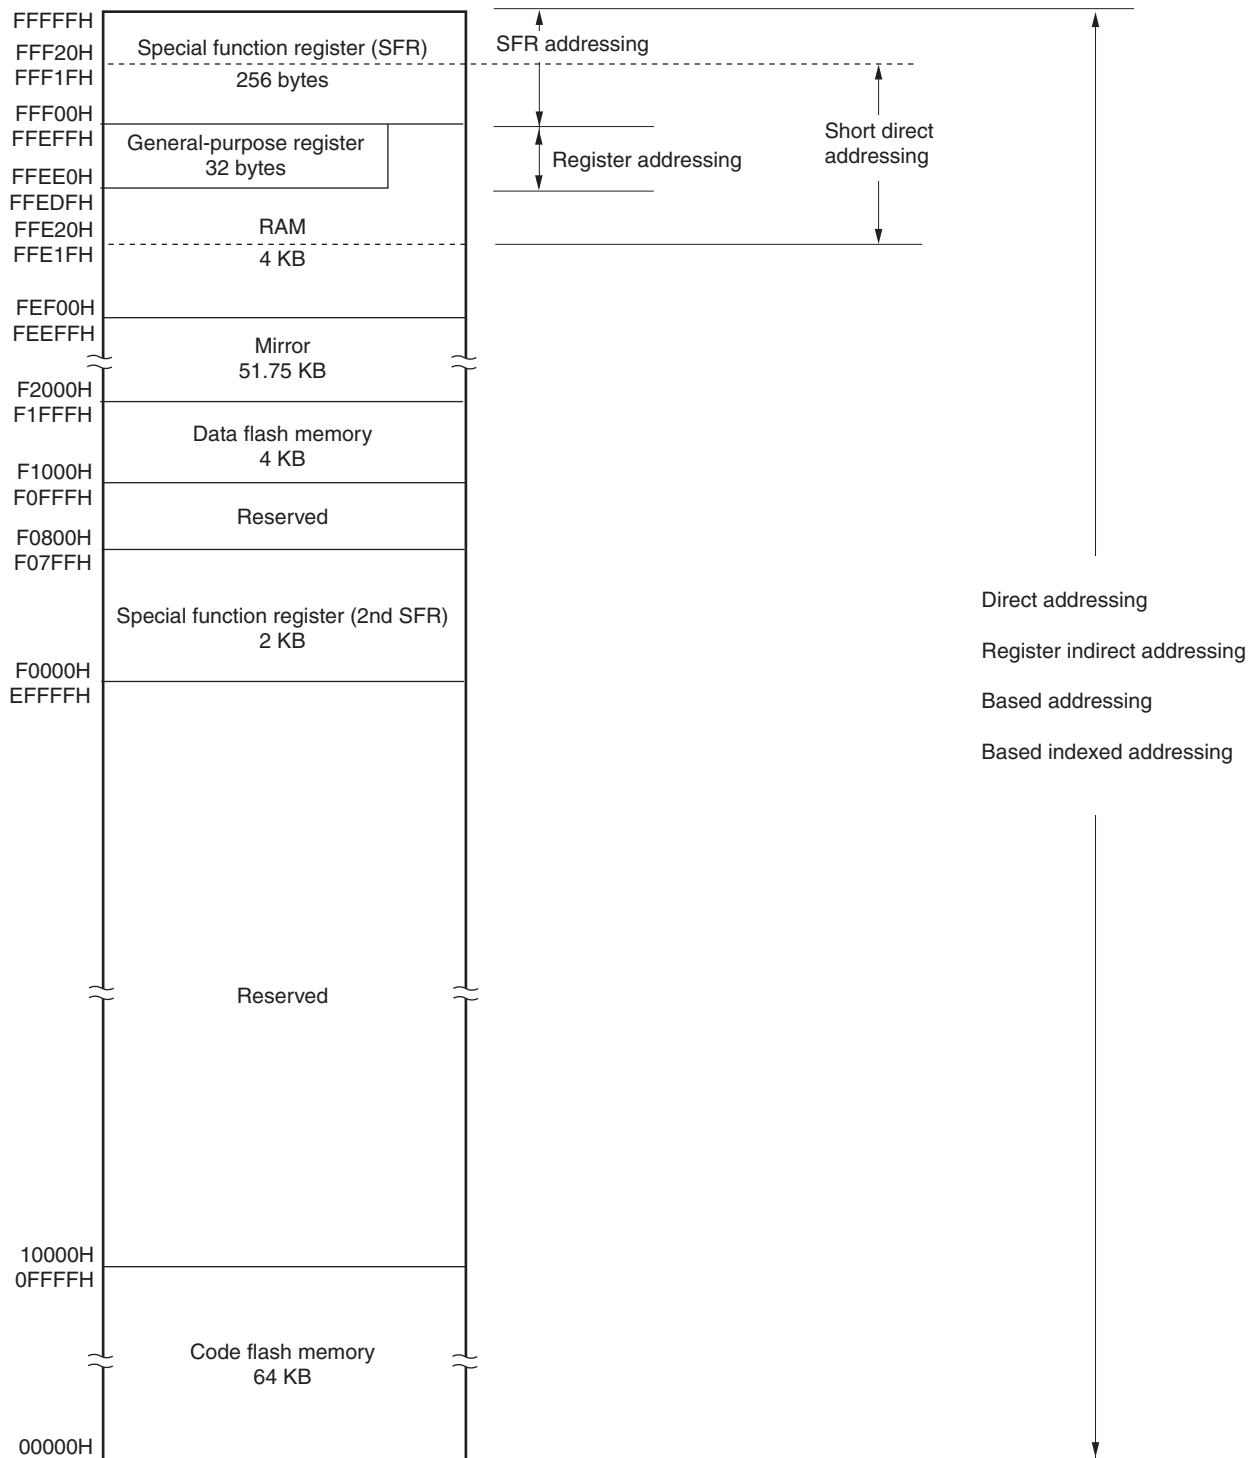 FFFFFH
FFF20H
FFF1FH
FFF00H
FFEFFH
FFEE0H
FFEDFH
FFE20H
FFE1FH
FEF00H
FEEFFH
F2000H
F1FFFH
F1000H
F0FFFH
F0800H
F07FFH
F0000H
EFFFFH
10000H
0FFFFH
00000H
Special function register (SFR)
256 bytes
General-purpose register
32 bytes
RAM
4 KB
Mirror
51.75 KB
Data flash memory
4 KB
Reserved
Special function register (2nd SFR)
2 KB
Reserved
Code flash memory
64 KB
SFR addressing
Register addressing
Short direct
addressing
Direct addressing
Register indirect addressing
Based addressing
Based indexed addressing